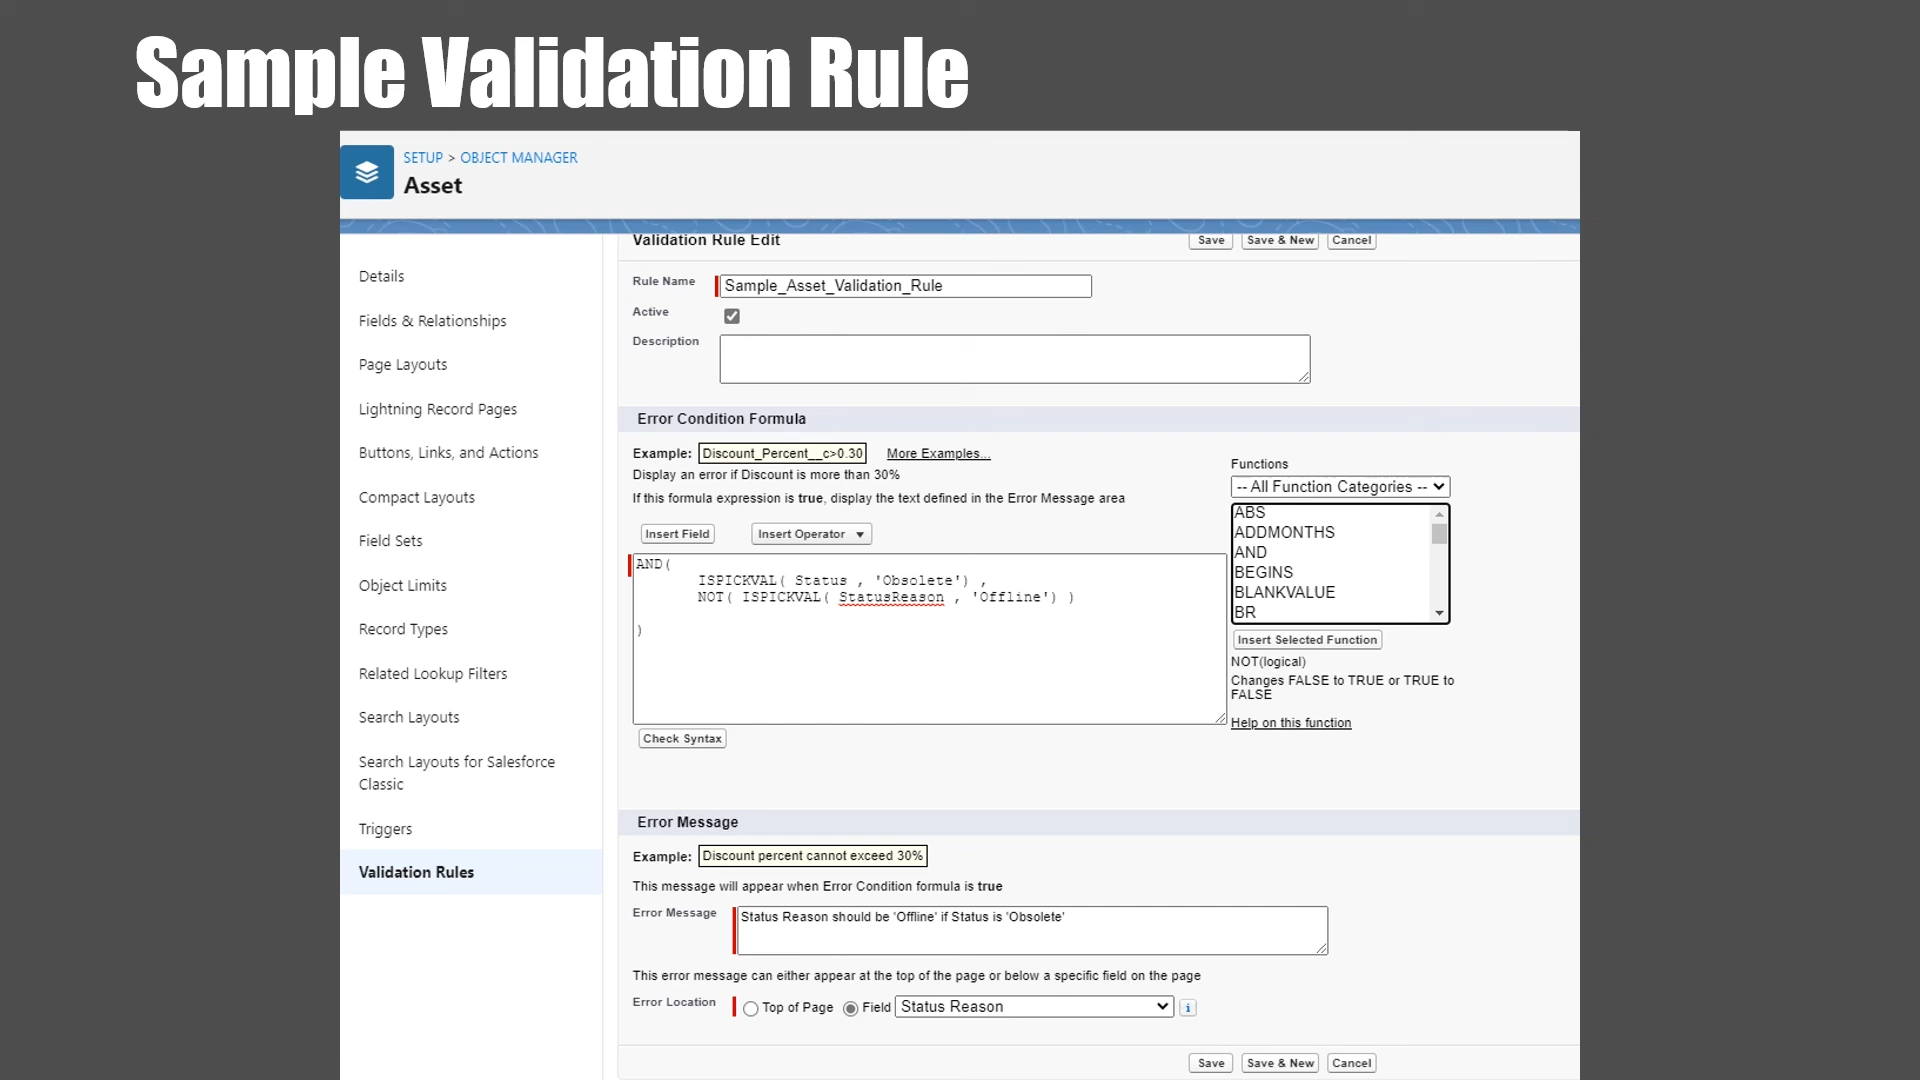 Sample Validation Rule
SETUP > OBJECT MANAGER
Asset
Details
Fields & Relationships
Page Layouts
Lightning Record Pages
Buttons, Links, and Actions
Compact Layouts
Field Sets
Object Limits
Record Types
Related Lookup Filters
Search Layouts
Search Layouts for Salesforce
Classic
Triggers
Validation Rules
Validation Rule Edit
Save Save & New Cancel
Rule Name Sample_Asset_Validation_Rule
Active
Description
Error Condition Formula
Example: Discount_Percent__c>0.30 More Examples...
Display an error if Discount is more than 30%
If this formula expression is true, display the text defined in the Error Message area
Insert Field Insert Operator
AND(
ISPICKVAL( Status , 'Obsolete') ,
NOT( ISPICKVAL( StatusReason , 'Offline') )
)
Check Syntax
Functions
-- All Function Categories --
ABS
ADDMONTHS
AND
BEGINS
BLANKVALUE
BR
Insert Selected Function
NOT(logical)
Changes FALSE to TRUE or TRUE to
FALSE
Help on this function
Error Message
Example: Discount percent cannot exceed 30%
This message will appear when Error Condition formula is true
Error Message Status Reason should be 'Offline' if Status is 'Obsolete'
This error message can either appear at the top of the page or below a specific field on the page
Error Location Top of Page Field Status Reason i
Save Save & New Cancel